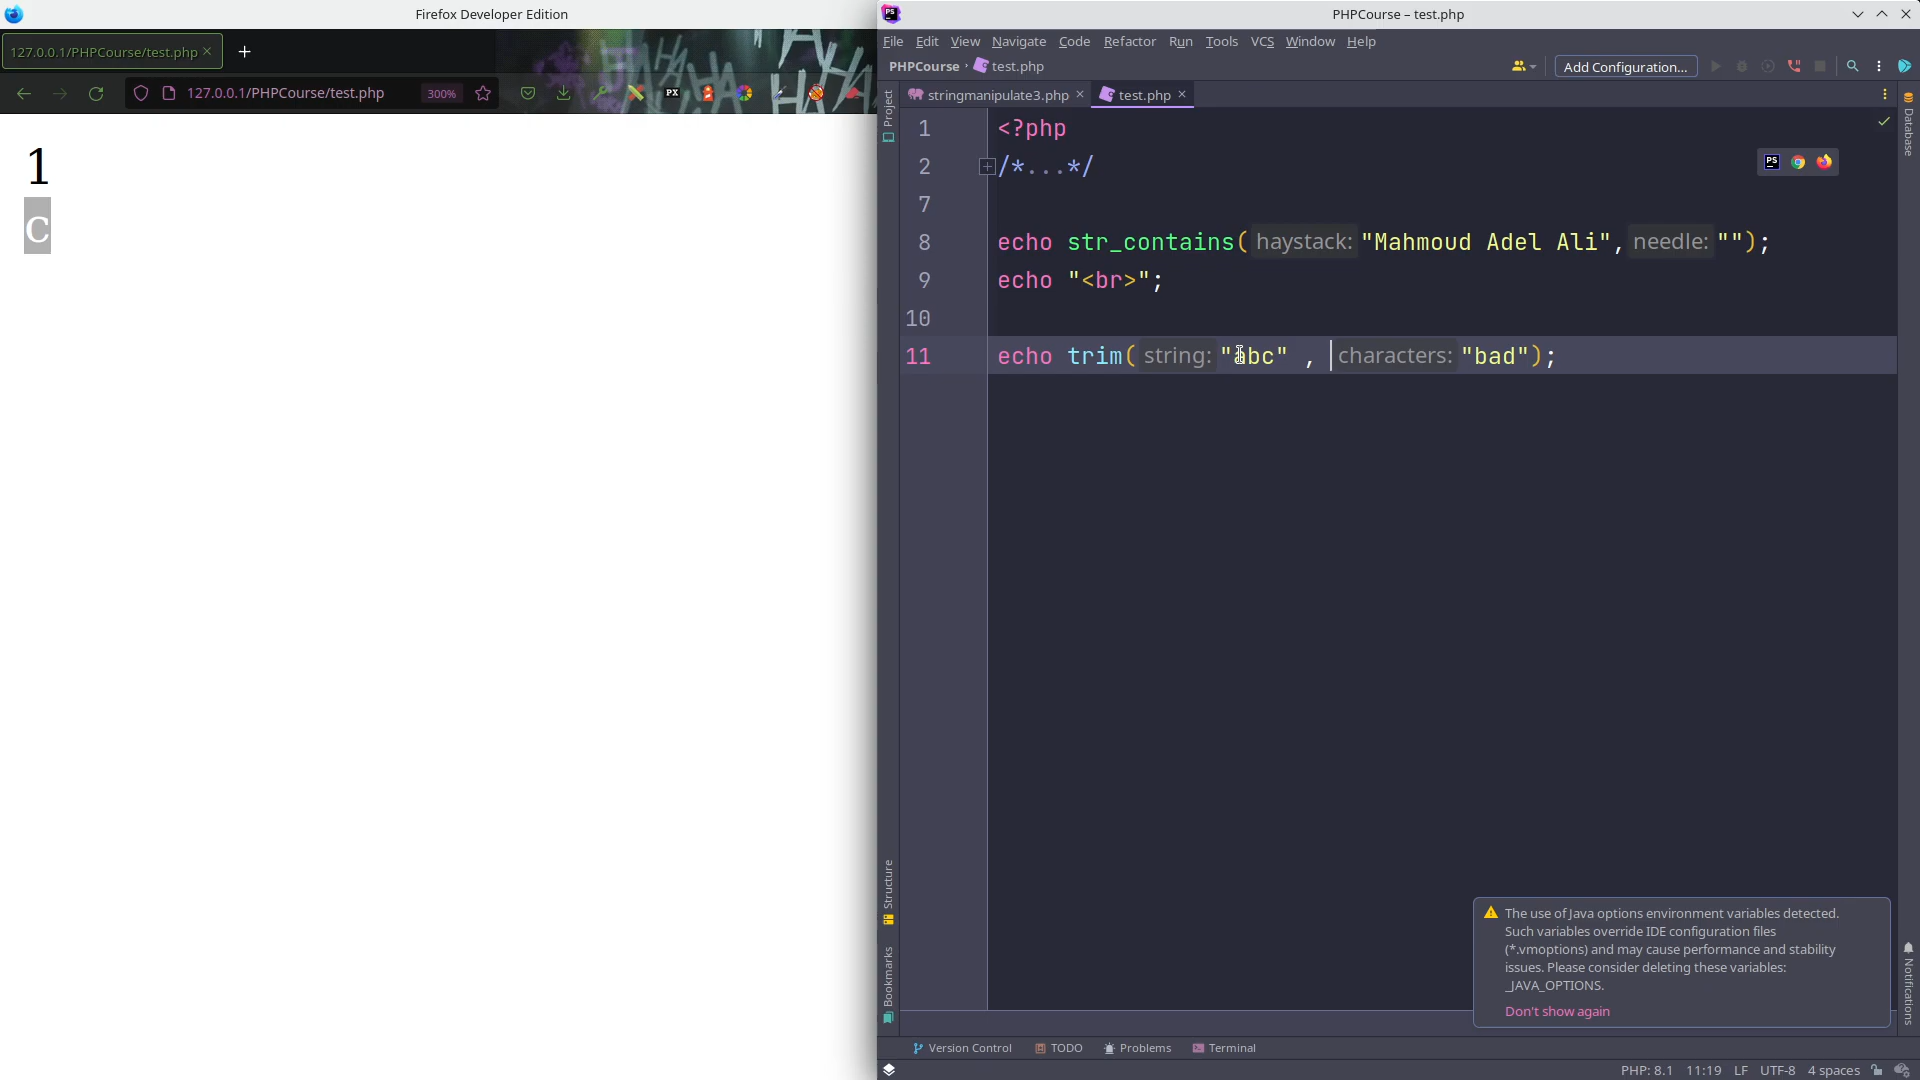 Firefox Developer Edition
127.0.0.1/PHPCourse/test.php
127.0.0.1/PHPCourse/test.php 300%
1
c
PHPCourse – test.php
File Edit View Navigate Code Refactor Run Tools VCS Window Help
PHPCourse › test.php
Add Configuration...
stringmanipulate3.php
test.php
Project
Database
1 <?php
2 /*...*/
7
8 echo str_contains( haystack: "Mahmoud Adel Ali", needle: "");
9 echo "<br>";
10
11 echo trim( string: "abc" , characters: "bad");
Structure
Bookmarks
Notifications
The use of Java options environment variables detected.
Such variables override IDE configuration files
(*.vmoptions) and may cause performance and stability
issues. Please consider deleting these variables:
_JAVA_OPTIONS.
Don't show again
Version Control TODO Problems Terminal
PHP: 8.1 11:19 LF UTF-8 4 spaces